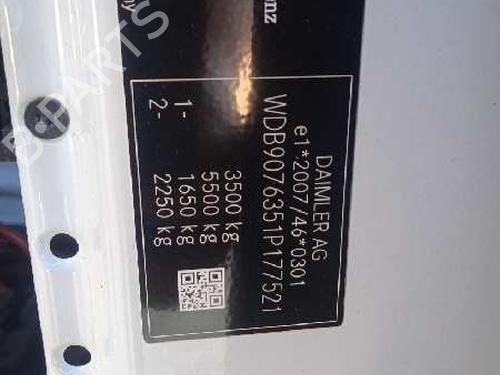 DAIMLER AG
e1*2007/46*0301
WDB9076351P177521
3500 kg
5500 kg
1- 1650 kg
2- 2250 kg
B-PARTS